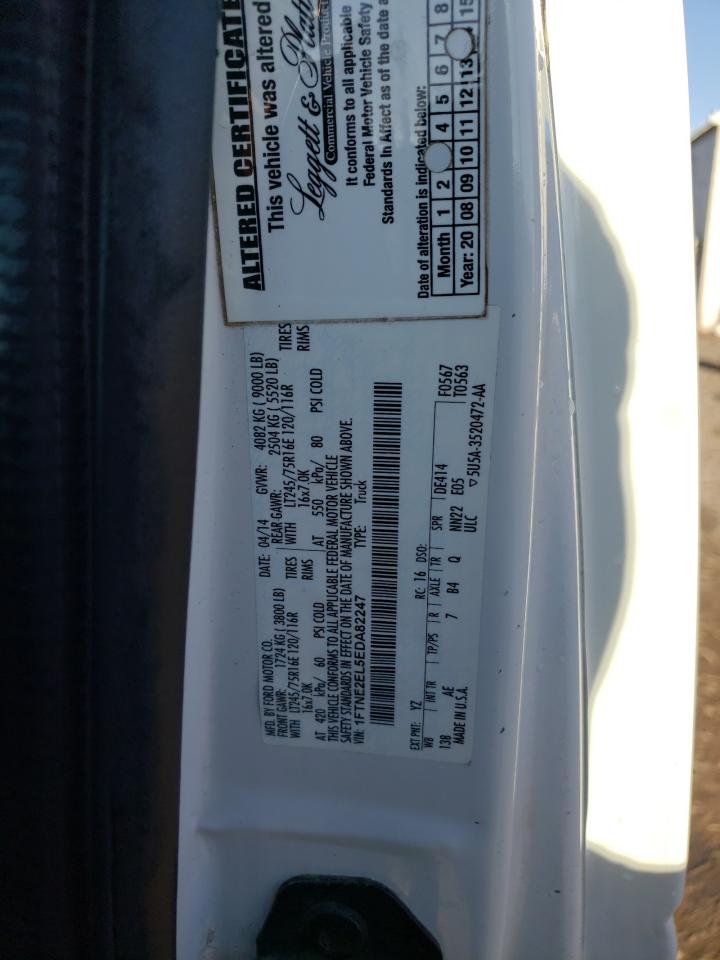 ALTERED CERTIFICATE
This vehicle was altered
Leggett & Platt
Commercial Vehicle Products
It conforms to all applicable
Federal Motor Vehicle Safety
Standards In Affect as of the date
Date of alteration is indicated below:
Month 1 2 4 5 6 7 8
Year: 20 08 09 10 11 12 13 15
MFD. BY FORD MOTOR CO.
DATE: 04/14 GVWR: 4082 KG ( 9000 LB)
FRONT GAWR: 1724 KG ( 3800 LB) REAR GAWR: 2504 KG ( 5520 LB)
WITH LT245/75R16E 120/116R TIRES WITH LT245/75R16E 120/116R TIRES
16x7.0K RIMS 16x7.0K RIMS
AT 420 kPa/ 60 PSI COLD AT 550 kPa/ 80 PSI COLD
THIS VEHICLE CONFORMS TO ALL APPLICABLE FEDERAL MOTOR VEHICLE
SAFETY STANDARDS IN EFFECT ON THE DATE OF MANUFACTURE SHOWN ABOVE.
VIN: 1FTNE2EL5EDA82247 TYPE: Truck
F0567
T0563
EXT PNT: YZ RC: 16 DSO:
WB INT TR TP/PS R AXLE TR SPR DE414
138 AE 7 B4 Q NN22 E05
MADE IN U.S.A. ULC ▽ 5U5A-3520472-AA